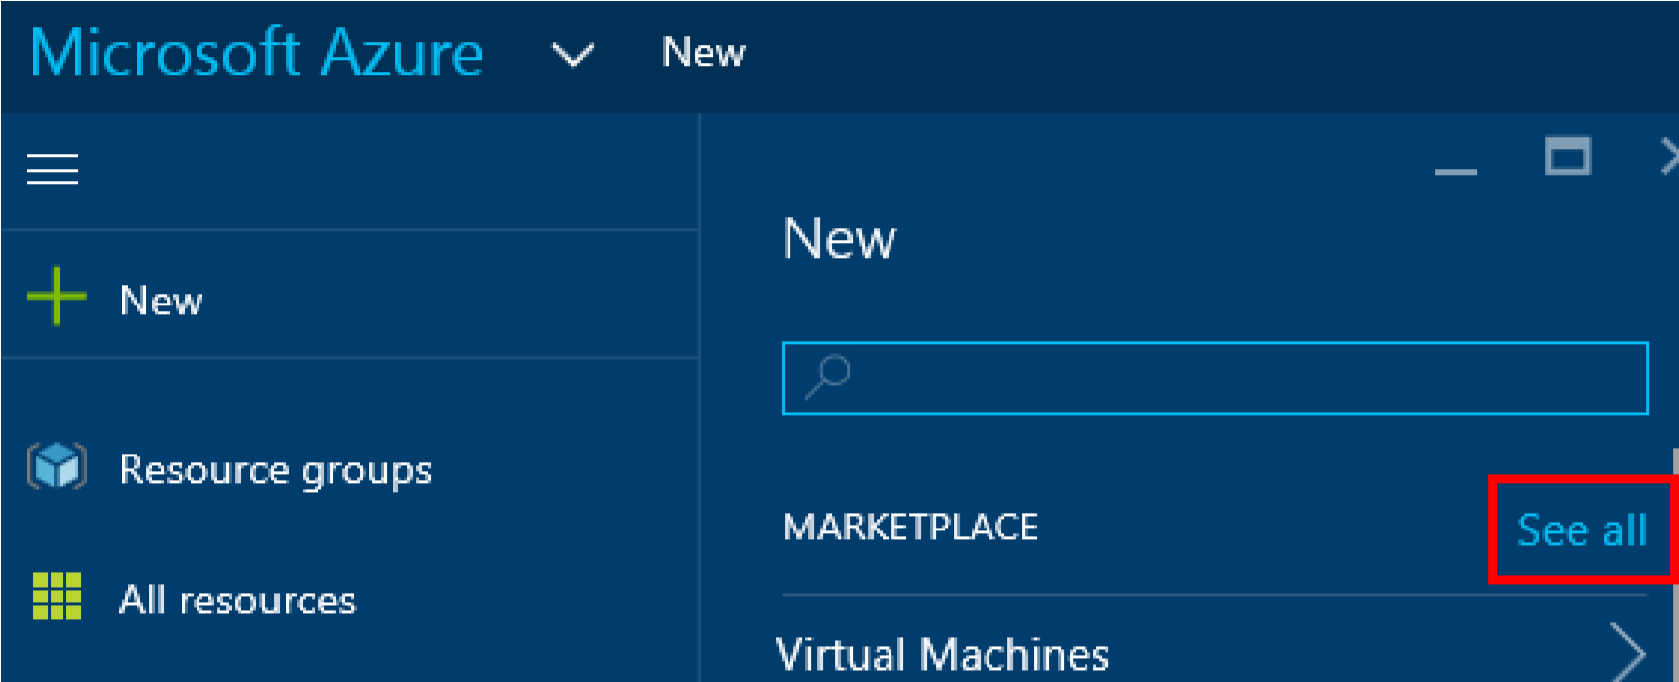 Microsoft Azure New
New
Resource groups
All resources
New
MARKETPLACE See all
Virtual Machines